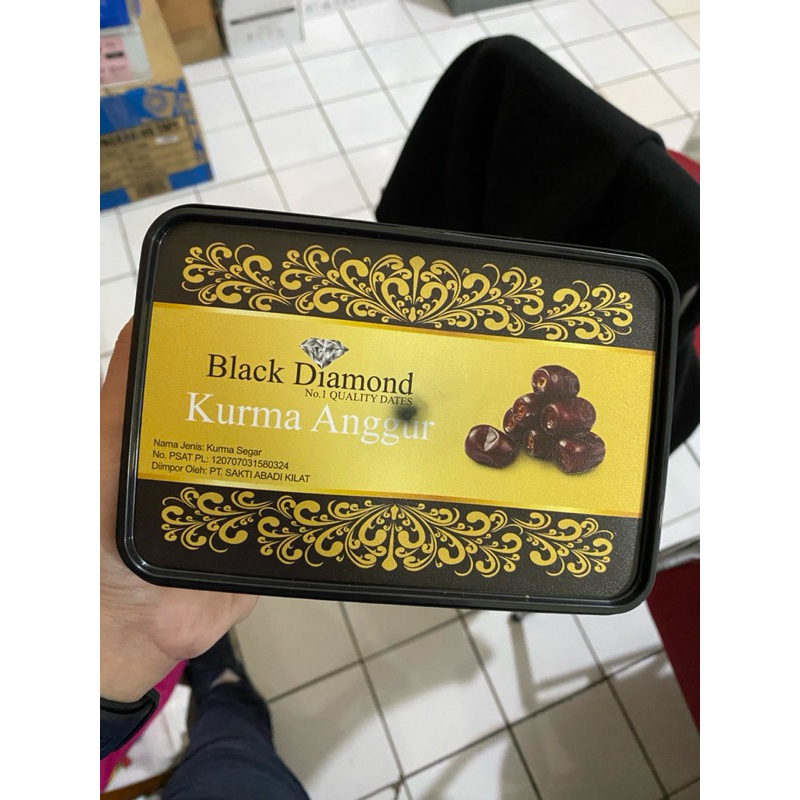 Black Diamond
No.1 QUALITY DATES
Kurma Anggur
Nama Jenis: Kurma Segar
No. PSAT PL: 120707031580324
Diimpor Oleh: PT. SAKTI ABADI KILAT